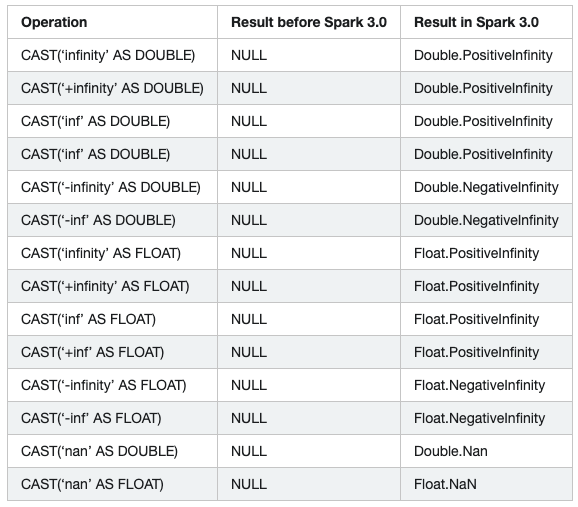 Operation Result before Spark 3.0 Result in Spark 3.0
CAST(‘infinity’ AS DOUBLE) NULL Double.PositiveInfinity
CAST(‘+infinity’ AS DOUBLE) NULL Double.PositiveInfinity
CAST(‘inf’ AS DOUBLE) NULL Double.PositiveInfinity
CAST(‘inf’ AS DOUBLE) NULL Double.PositiveInfinity
CAST(‘-infinity’ AS DOUBLE) NULL Double.NegativeInfinity
CAST(‘-inf’ AS DOUBLE) NULL Double.NegativeInfinity
CAST(‘infinity’ AS FLOAT) NULL Float.PositiveInfinity
CAST(‘+infinity’ AS FLOAT) NULL Float.PositiveInfinity
CAST(‘inf’ AS FLOAT) NULL Float.PositiveInfinity
CAST(‘+inf’ AS FLOAT) NULL Float.PositiveInfinity
CAST(‘-infinity’ AS FLOAT) NULL Float.NegativeInfinity
CAST(‘-inf’ AS FLOAT) NULL Float.NegativeInfinity
CAST(‘nan’ AS DOUBLE) NULL Double.Nan
CAST(‘nan’ AS FLOAT) NULL Float.NaN